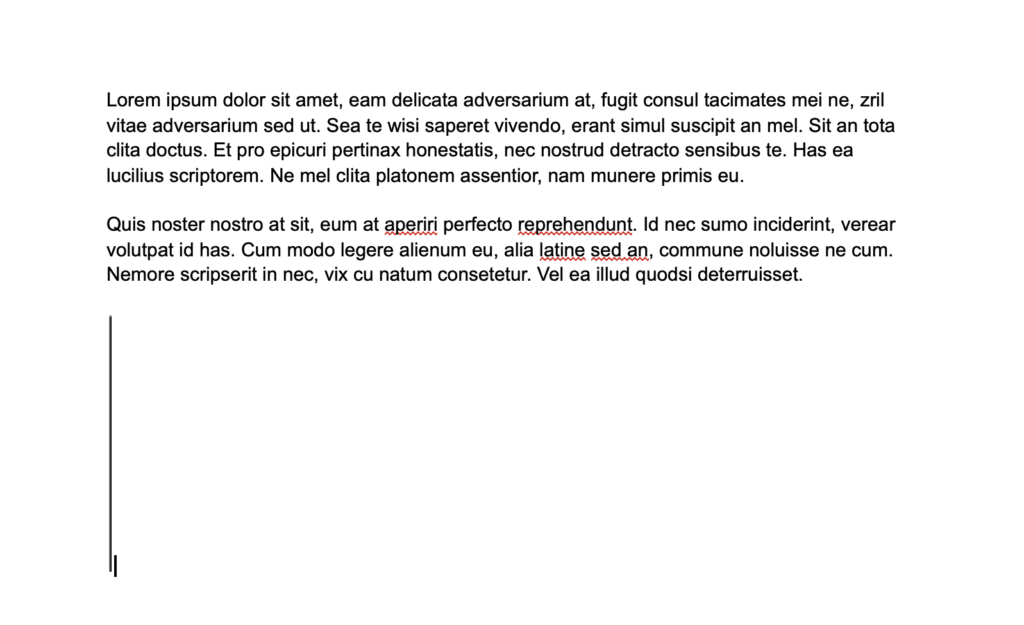 Lorem ipsum dolor sit amet, eam delicata adversarium at, fugit consul tacimates mei ne, zril
vitae adversarium sed ut. Sea te wisi saperet vivendo, erant simul suscipit an mel. Sit an tota
clita doctus. Et pro epicuri pertinax honestatis, nec nostrud detracto sensibus te. Has ea
lucilius scriptorem. Ne mel clita platonem assentior, nam munere primis eu.
Quis noster nostro at sit, eum at aperiri perfecto reprehendunt. Id nec sumo inciderint, verear
volutpat id has. Cum modo legere alienum eu, alia latine sed an, commune noluisse ne cum.
Nemore scripserit in nec, vix cu natum consetetur. Vel ea illud quodsi deterruisset.